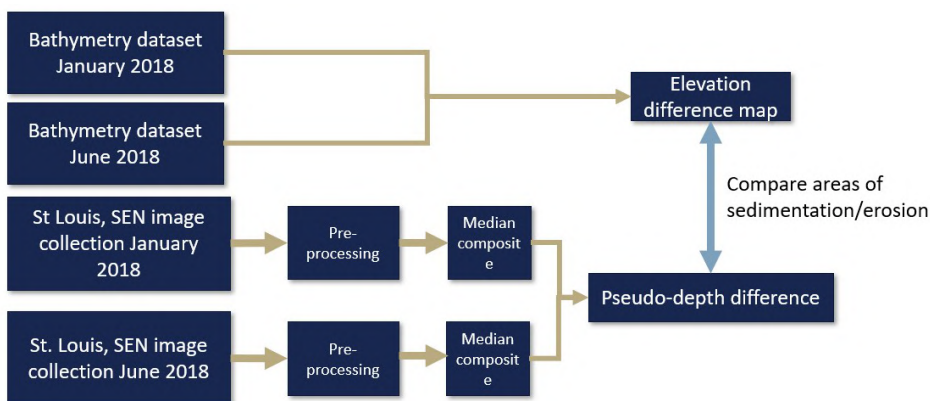 Bathymetry dataset
January 2018
Bathymetry dataset
June 2018
Elevation
difference map
Compare areas of
sedimentation/erosion
St Louis, SEN image
collection January
2018
Pre-
processing
Median
composit
e
Pseudo-depth difference
St. Louis, SEN image
collection June 2018
Pre-
processing
Median
composit
e